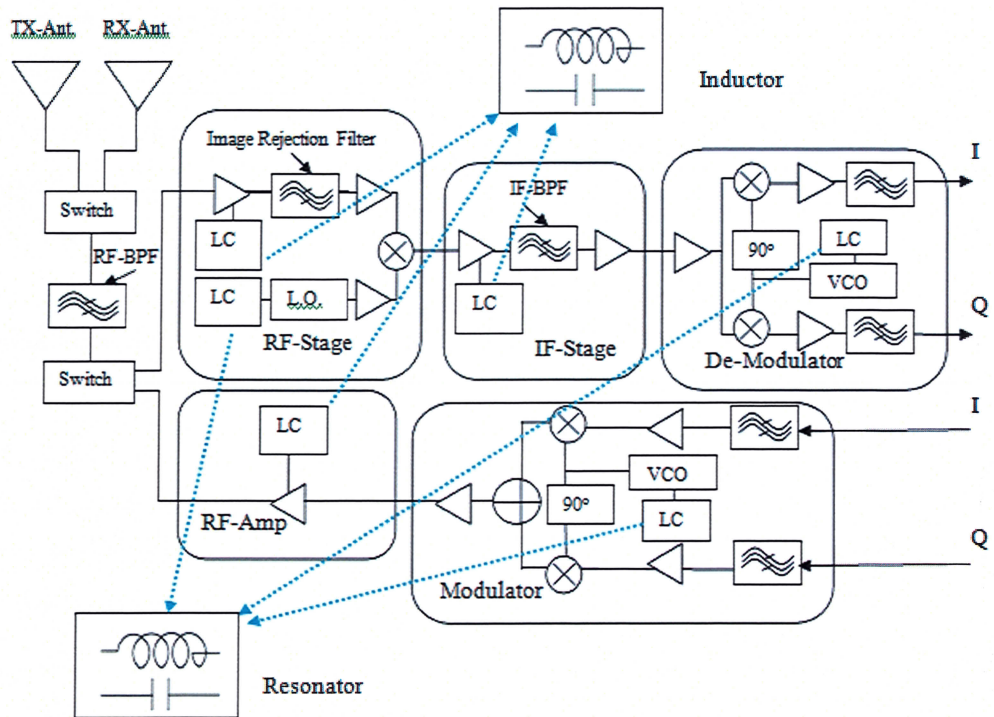 TX-Ant.
RX-Ant.
Inductor
Image Rejection Filter
I
IF-BPF
Switch
LC
90°
LC
RF-BPF
VCO
LC
L.O.
LC
Q
RF-Stage
IF-Stage
De-Modulator
Switch
I
LC
VCO
90°
LC
RF-Amp
Q
Modulator
Resonator